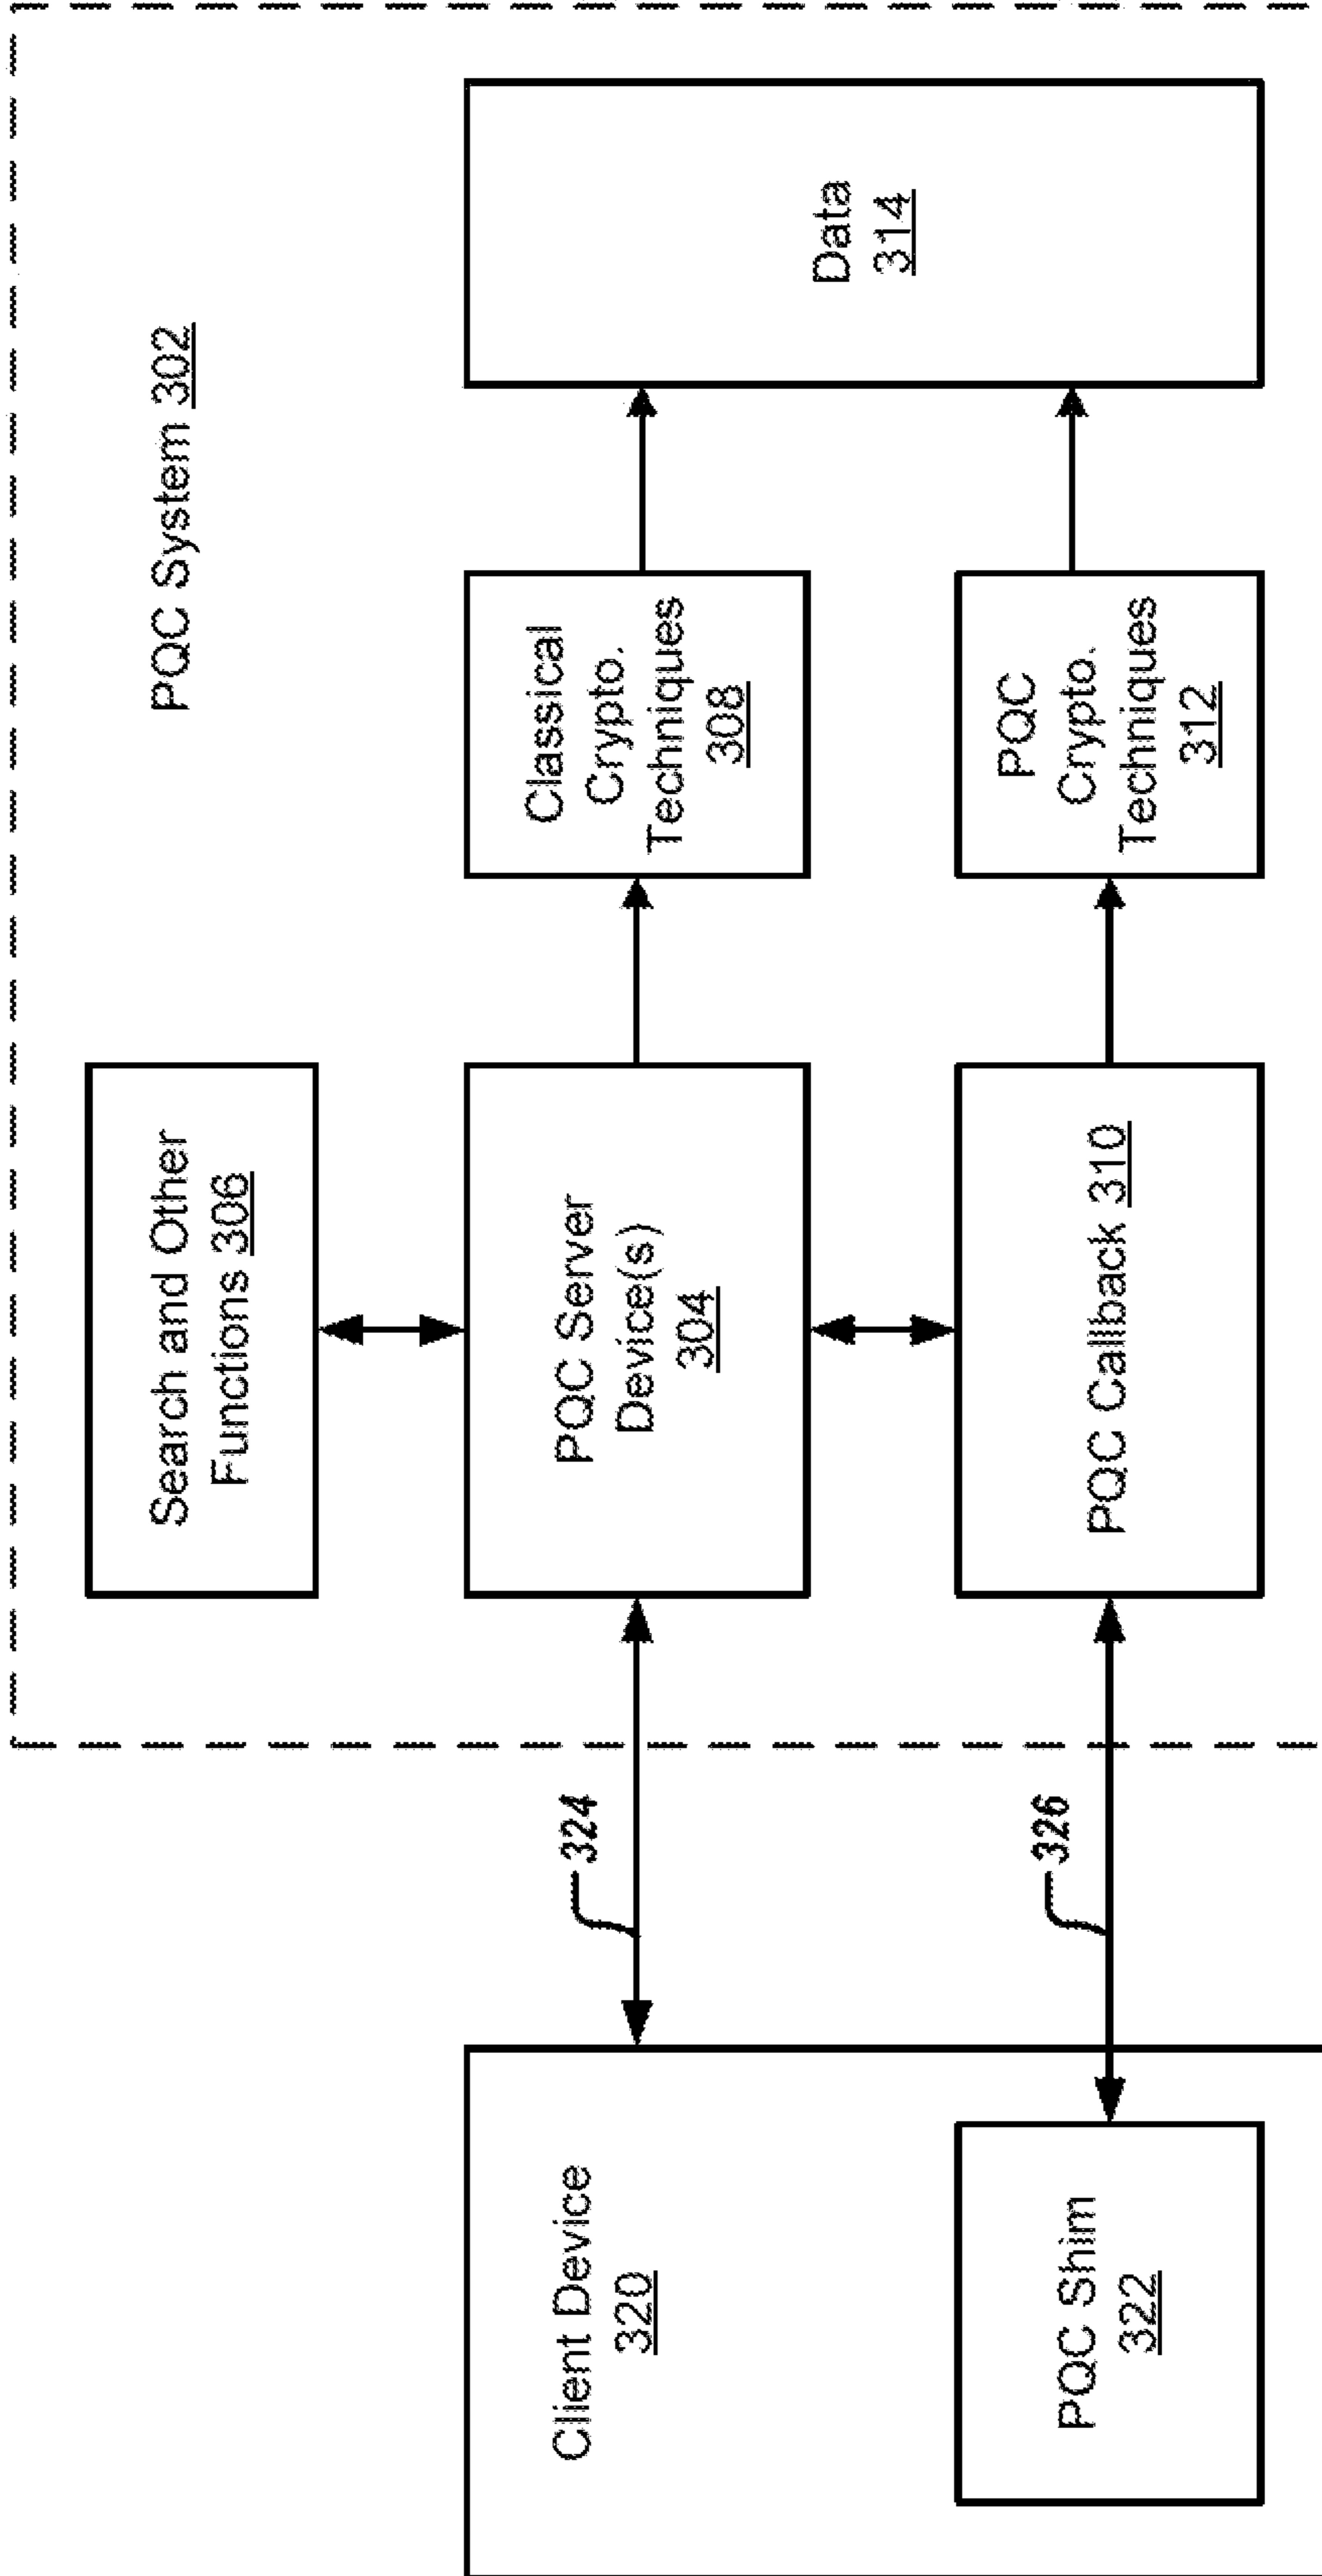 PQC System 302
Search and Other
Functions 306
Client Device
320
324
PQC Server
Device(s)
304
Classical
Crypto.
Techniques
308
Data
314
PQC Shim
322
326
PQC Callback 310
PQC
Crypto.
Techniques
312